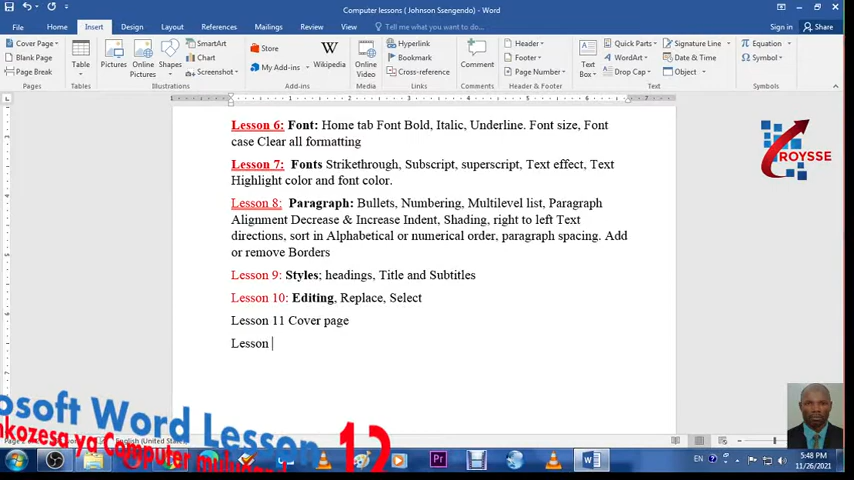 Computer lessons ( Johnson Ssengendo) - Word
File Home Insert Design Layout References Mailings Review View Tell me what you want to do... Sign in Share
Cover Page
Blank Page
Page Break
Pages
Table
Tables
Pictures
Online Pictures
Shapes
SmartArt
Chart
Screenshot
Illustrations
Store
My Add-ins
Wikipedia
Add-ins
Online Video
Media
Hyperlink
Bookmark
Cross-reference
Links
Header
Footer
Page Number
Header & Footer
Text Box
Quick Parts
WordArt
Drop Cap
Signature Line
Date & Time
Object
Text
Equation
Symbol
Symbols
Lesson 6: Font: Home tab Font Bold, Italic, Underline. Font size, Font
case Clear all formatting
Lesson 7: Fonts Strikethrough, Subscript, superscript, Text effect, Text
Highlight color and font color.
Lesson 8: Paragraph: Bullets, Numbering, Multilevel list, Paragraph
Alignment Decrease & Increase Indent, Shading, right to left Text
directions, sort in Alphabetical or numerical order, paragraph spacing. Add
or remove Borders
Lesson 9: Styles; headings, Title and Subtitles
Lesson 10: Editing, Replace, Select
Lesson 11 Cover page
Lesson
ROYSSE
osoft Word Lesson 12
nkozesa ya Computer
English (United
EN
5:48 PM
11/26/2021